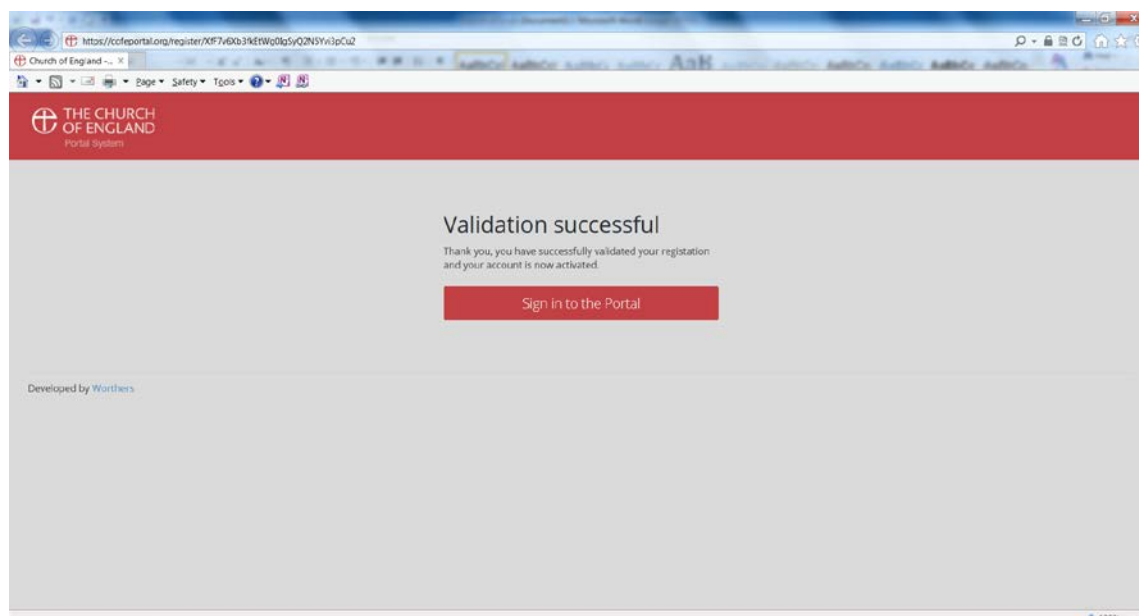 https://cofeportal.org/register/
Church of England -... X
Page Safety Tools
THE CHURCH
OF ENGLAND
Portal System
Validation successful
Thank you, you have successfully validated your registation
and your account is now activated.
Sign in to the Portal
Developed by Worthers